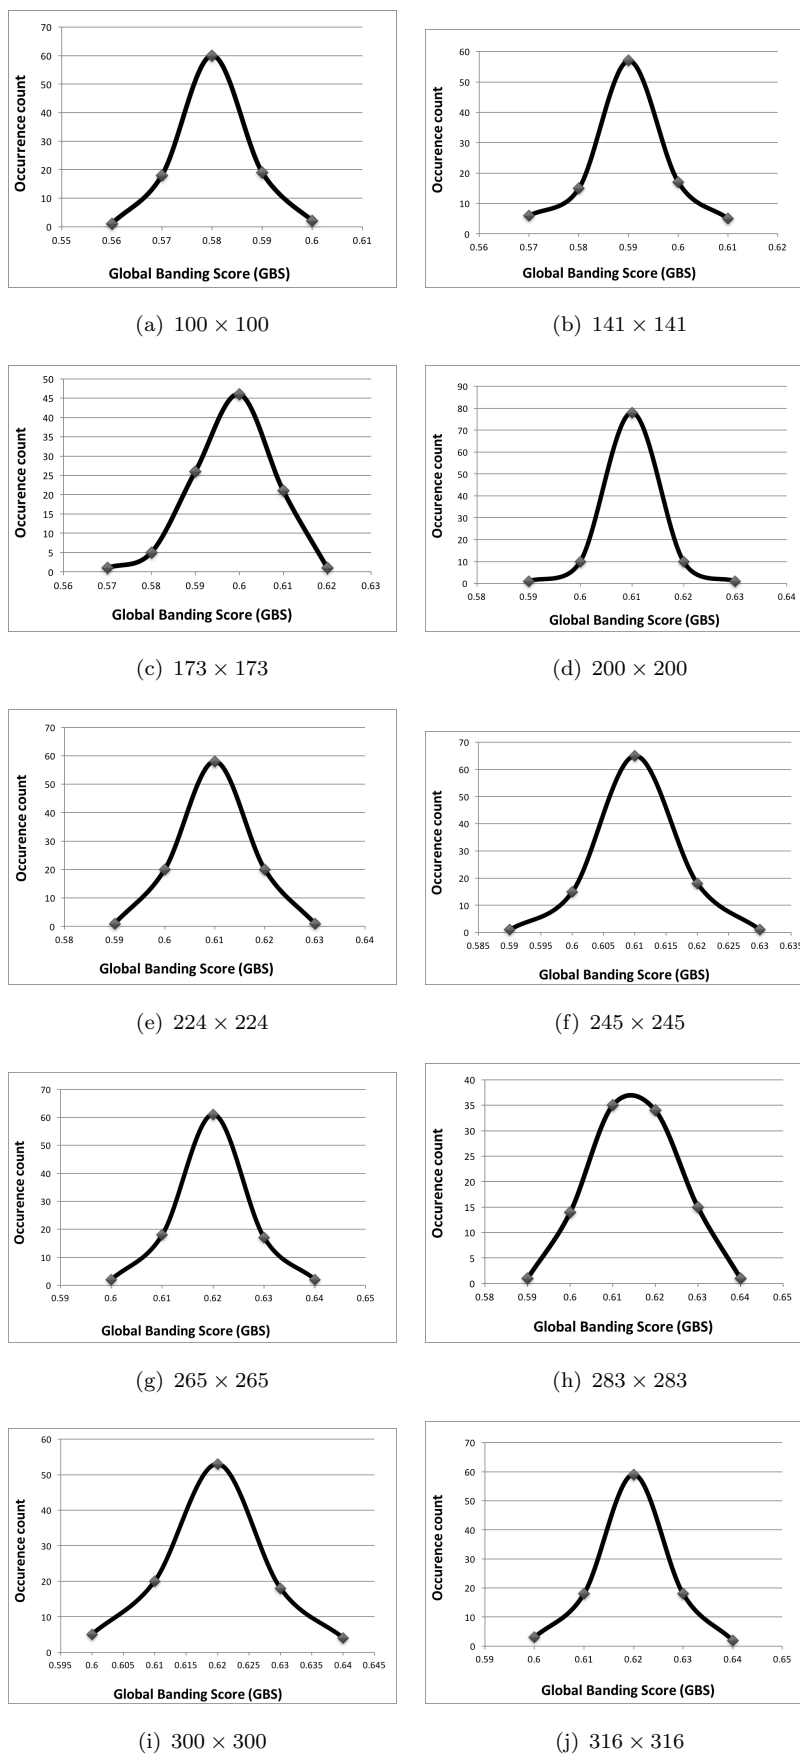 70
60
50
40
30
20
10
0
Occurrence count
0.55 0.56 0.57 0.58 0.59 0.6 0.61
Global Banding Score (GBS)
(a) 100 × 100
60
50
40
30
20
10
0
Occurence count
0.56 0.57 0.58 0.59 0.6 0.61 0.62
Global Banding Score (GBS)
(b) 141 × 141
50
45
40
35
30
25
20
15
10
5
0
Occurence count
0.56 0.57 0.58 0.59 0.6 0.61 0.62 0.63
Global Banding Score (GBS)
(c) 173 × 173
90
80
70
60
50
40
30
20
10
0
Occurence count
0.58 0.59 0.6 0.61 0.62 0.63 0.64
Global Banding Score (GBS)
(d) 200 × 200
70
60
50
40
30
20
10
0
Occurence count
0.58 0.59 0.6 0.61 0.62 0.63 0.64
Global Banding Score (GBS)
(e) 224 × 224
70
60
50
40
30
20
10
0
Occurence count
0.585 0.59 0.595 0.6 0.605 0.61 0.615 0.62 0.625 0.63 0.635
Global Banding Score (GBS)
(f) 245 × 245
70
60
50
40
30
20
10
0
Occurence count
0.59 0.6 0.61 0.62 0.63 0.64 0.65
Global Banding Score (GBS)
(g) 265 × 265
40
35
30
25
20
15
10
5
0
Occurence count
0.58 0.59 0.6 0.61 0.62 0.63 0.64 0.65
Global Banding Score (GBS)
(h) 283 × 283
60
50
40
30
20
10
0
Occurence count
0.595 0.6 0.605 0.61 0.615 0.62 0.625 0.63 0.635 0.64 0.645
Global Banding Score (GBS)
(i) 300 × 300
70
60
50
40
30
20
10
0
Occurence count
0.59 0.6 0.61 0.62 0.63 0.64 0.65
Global Banding Score (GBS)
(j) 316 × 316